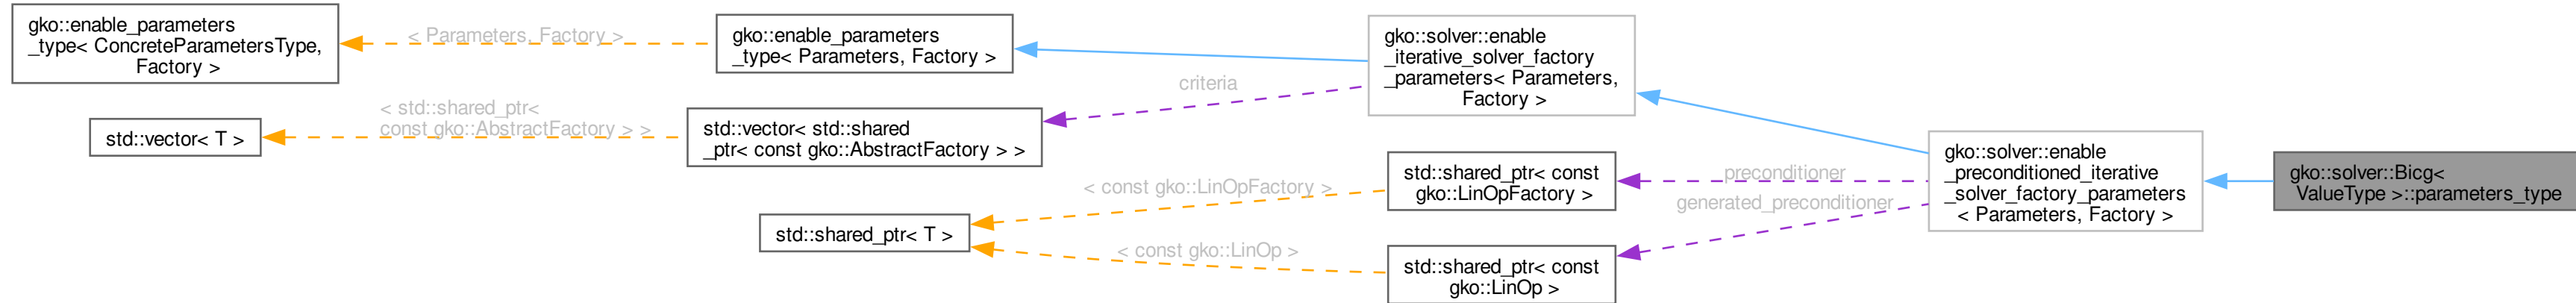 gko::enable_parameters
_type< ConcreteParametersType,
Factory >
< Parameters, Factory >
gko::enable_parameters
_type< Parameters, Factory >
gko::solver::enable
_iterative_solver_factory
_parameters< Parameters,
Factory >
criteria
std::vector< T >
< std::shared_ptr<
const gko::AbstractFactory > >
std::vector< std::shared
_ptr< const gko::AbstractFactory > >
std::shared_ptr< T >
< const gko::LinOpFactory >
< const gko::LinOp >
std::shared_ptr< const
gko::LinOpFactory >
std::shared_ptr< const
gko::LinOp >
preconditioner
generated_preconditioner
gko::solver::enable
_preconditioned_iterative
_solver_factory_parameters
< Parameters, Factory >
gko::solver::Bicg<
ValueType >::parameters_type